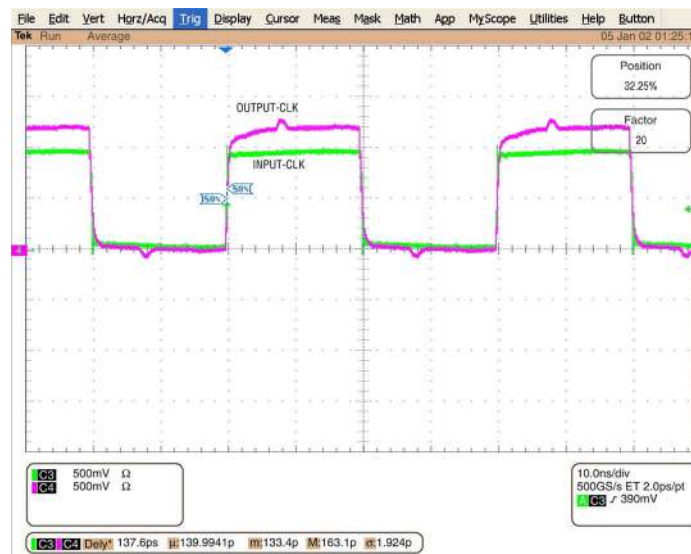 File Edit Vert Horz/Acq Trig Display Cursor Meas Mask Math App MyScope Utilities Help Button
Tek Run Average 05 Jan 02 01:25:1
Position
32.25%
Factor
20
OUTPUT-CLK
INPUT-CLK
50%
50%
4
C3 500mV Ω
C4 500mV Ω
10.0ns/div
500GS/s ET 2.0ps/pt
A C3 ƒ 390mV
C3 C4 Dely* 137.6ps µ:139.9941p m:133.4p M:163.1p σ:1.924p